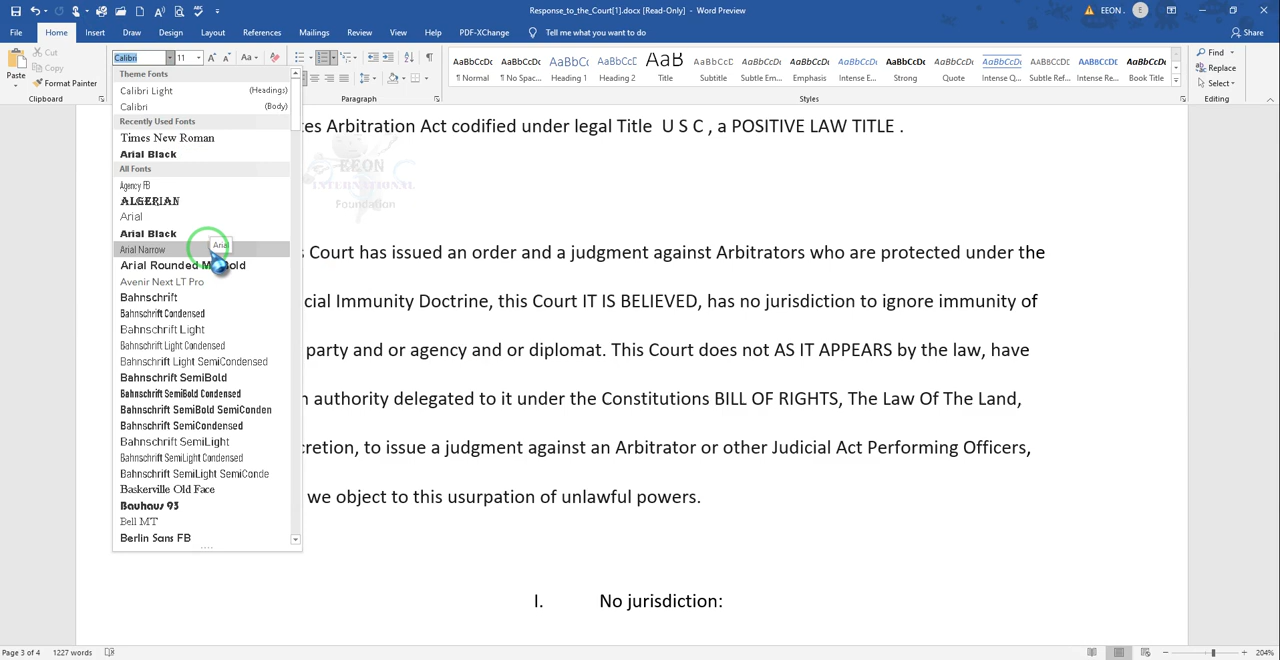 Response_to_the_Court[1].docx [Read-Only] - Word Preview
EEON .
E
File
Home
Insert
Draw
Design
Layout
References
Mailings
Review
View
Help
PDF-XChange
Tell me what you want to do
Share
Paste
Cut
Copy
Format Painter
Clipboard
Calibri
11
Aa
Paragraph
AaBbCcDc
AaBbCcDc
AaBbCc
AaBbCcC
AaB
AaBbCcD
AaBbCcDc
AaBbCcDc
AaBbCcDc
AaBbCcDc
AaBbCcDc
AaBbCcDc
AaBbCcDc
AaBbCcDc
AaBbCcDc
¶ Normal
¶ No Spac...
Heading 1
Heading 2
Title
Subtitle
Subtle Em...
Emphasis
Intense E...
Strong
Quote
Intense Q...
Subtle Ref...
Intense Re...
Book Title
Styles
Find
Replace
Select
Editing
Theme Fonts
Calibri Light (Headings)
Calibri (Body)
Recently Used Fonts
Times New Roman
Arial Black
All Fonts
Agency FB
ALGERIAN
Arial
Arial Black
Arial Narrow
Arial
Arial Rounded M Bold
Avenir Next LT Pro
Bahnschrift
Bahnschrift Condensed
Bahnschrift Light
Bahnschrift Light Condensed
Bahnschrift Light SemiCondensed
Bahnschrift SemiBold
Bahnschrift SemiBold Condensed
Bahnschrift SemiBold SemiConden
Bahnschrift SemiCondensed
Bahnschrift SemiLight
Bahnschrift SemiLight Condensed
Bahnschrift SemiLight SemiConde
Baskerville Old Face
Bauhaus 93
Bell MT
Berlin Sans FB
tes Arbitration Act codified under legal Title U S C , a POSITIVE LAW TITLE .
EEON
INTERNATIONAL
Foundation
s Court has issued an order and a judgment against Arbitrators who are protected under the
cial Immunity Doctrine, this Court IT IS BELIEVED, has no jurisdiction to ignore immunity of
party and or agency and or diplomat. This Court does not AS IT APPEARS by the law, have
n authority delegated to it under the Constitutions BILL OF RIGHTS, The Law Of The Land,
cretion, to issue a judgment against an Arbitrator or other Judicial Act Performing Officers,
we object to this usurpation of unlawful powers.
I. No jurisdiction:
Page 3 of 4
1227 words
204%